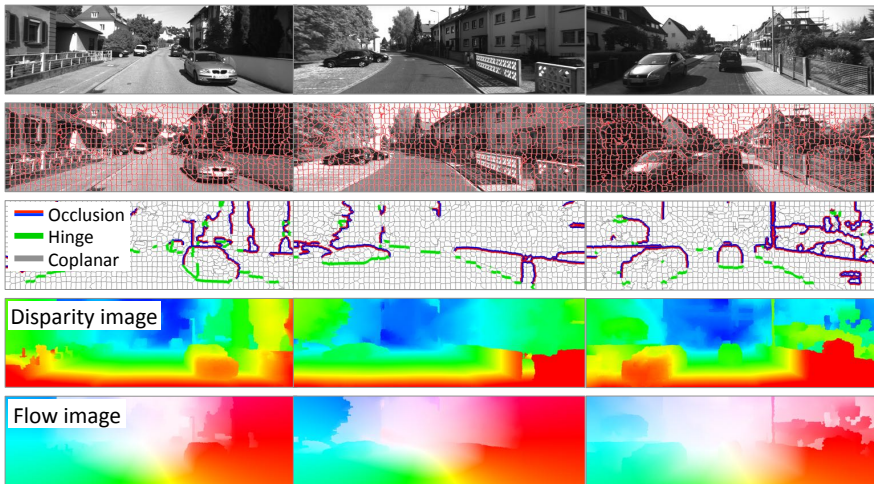 Occlusion
Hinge
Coplanar
Disparity image
Flow image